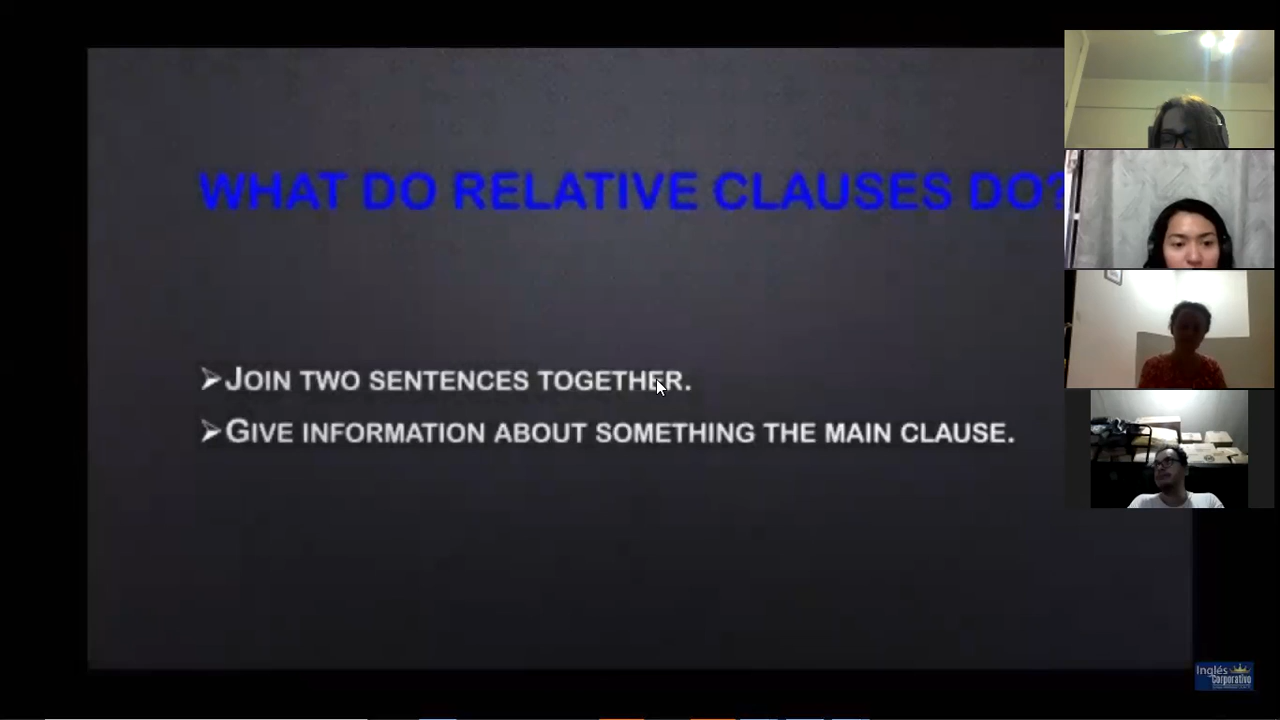 WHAT DO RELATIVE CLAUSES DO?
➢JOIN TWO SENTENCES TOGETHER.
➢GIVE INFORMATION ABOUT SOMETHING THE MAIN CLAUSE.
Inglés
Corporativo